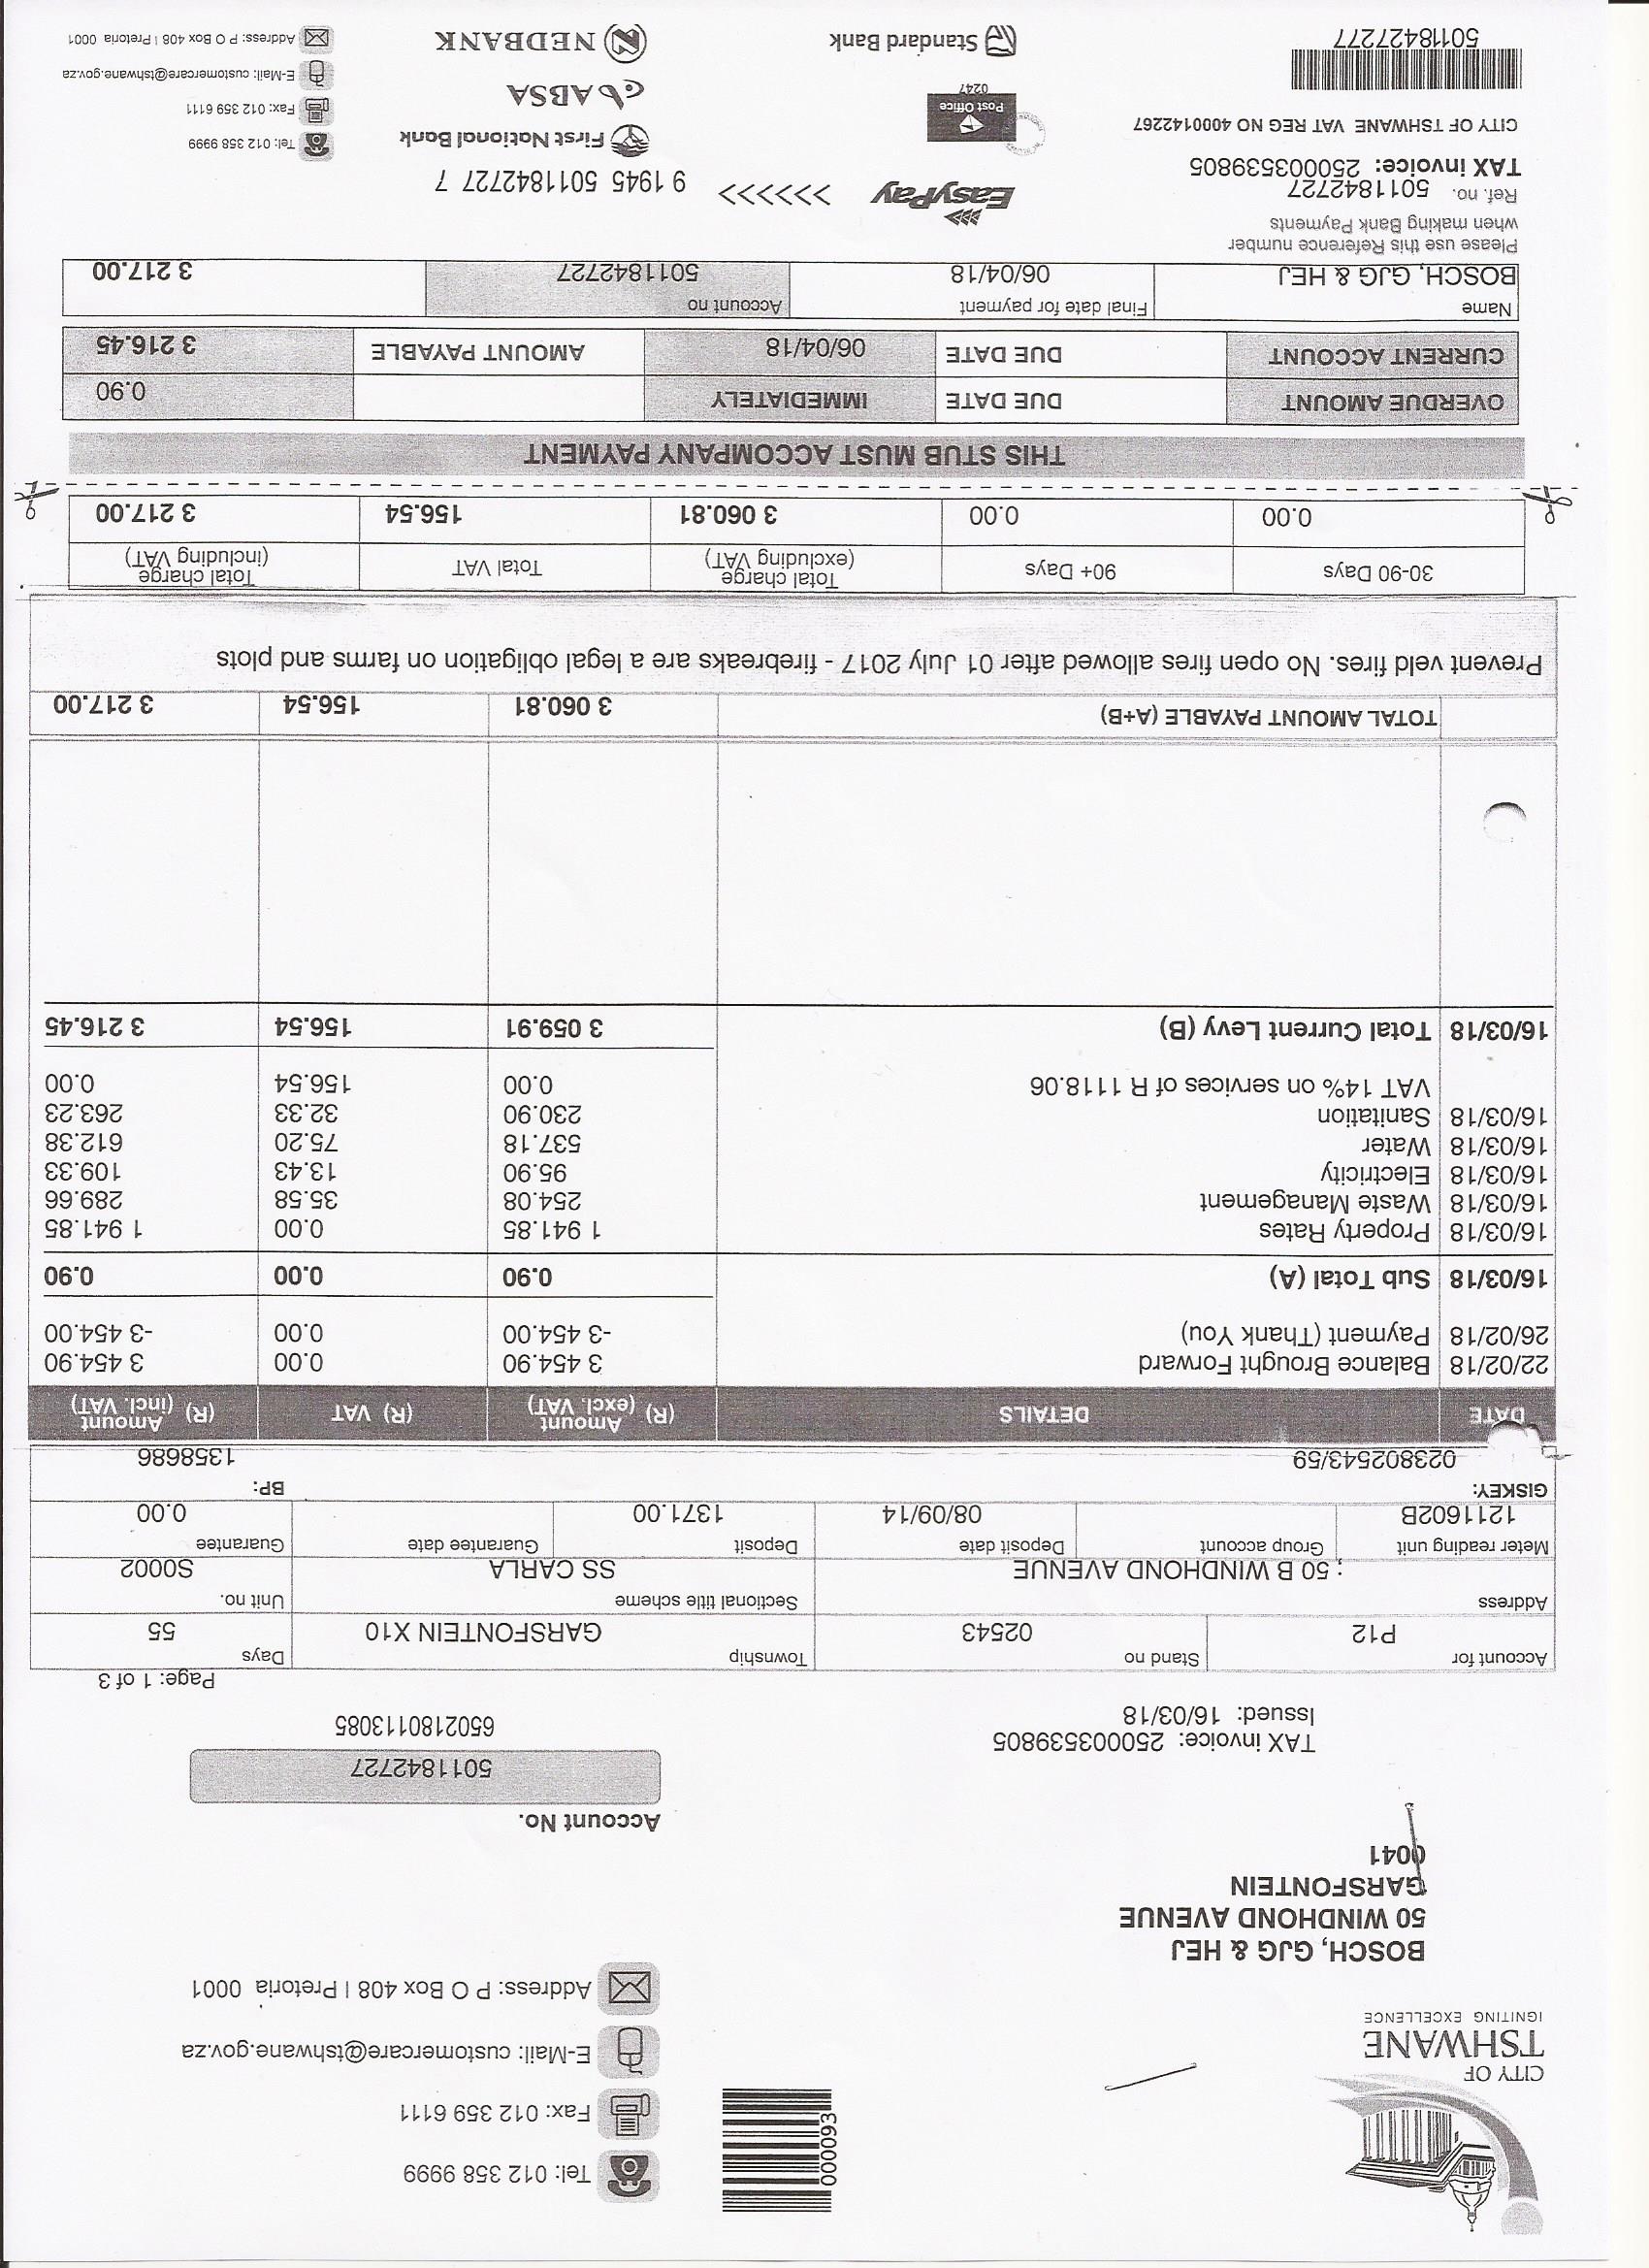 CITY OF
TSHWANE
IGNITING EXCELLENCE
000093
Tel: 012 358 9999
Fax: 012 359 6111
E-Mail: customercare@tshwane.gov.za
Address: P O Box 408 | Pretoria 0001
BOSCH, GJG & HEJ
50 WINDHOND AVENUE
GARSFONTEIN
0041
Account No.
5011842727
6502180113085
TAX invoice: 250003539805
Issued: 16/03/18
Page: 1 of 3
Account for Stand no Township Days
P12 02543 GARSFONTEIN X10 55
Address Sectional title scheme Unit no.
: 50 B WINDHOND AVENUE SS CARLA S0002
Meter reading unit Group account Deposit date Deposit Guarantee date Guarantee
1211602B 08/09/14 1371.00 0.00
GISKEY: BP:
023802543/59 1358686
DATE DETAILS (R) Amount (excl. VAT) (R) VAT (R) Amount (incl. VAT)
22/02/18 Balance Brought Forward 3 454.90 0.00 3 454.90
26/02/18 Payment (Thank You) -3 454.00 0.00 -3 454.00
16/03/18 Sub Total (A) 0.90 0.00 0.90
16/03/18 Property Rates 1 941.85 0.00 1 941.85
16/03/18 Waste Management 254.08 35.58 289.66
16/03/18 Electricity 95.90 13.43 109.33
16/03/18 Water 537.18 75.20 612.38
16/03/18 Sanitation 230.90 32.33 263.23
VAT 14% on services of R 1118.06 0.00 156.54 0.00
16/03/18 Total Current Levy (B) 3 059.91 156.54 3 216.45
TOTAL AMOUNT PAYABLE (A+B) 3 060.81 156.54 3 217.00
Prevent veld fires. No open fires allowed after 01 July 2017 - firebreaks are a legal obligation on farms and plots
30-90 Days 90+ Days Total charge (excluding VAT) Total VAT Total charge (including VAT)
0.00 0.00 3 060.81 156.54 3 217.00
THIS STUB MUST ACCOMPANY PAYMENT
OVERDUE AMOUNT DUE DATE IMMEDIATELY 0.90
CURRENT ACCOUNT DUE DATE 06/04/18 AMOUNT PAYABLE 3 216.45
Name Final date for payment Account no
BOSCH, GJG & HEJ 06/04/18 5011842727 3 217.00
Please use this Reference number
when making Bank Payments
Ref. no. 5011842727
TAX invoice: 250003539805
CITY OF TSHWANE VAT REG NO 4000142267
50118427277
EasyPay >>>>>> 9 1945 5011842727 7
Post Office
0247
Standard Bank
First National Bank
ABSA
NEDBANK
Tel: 012 358 9999
Fax: 012 359 6111
E-Mail: customercare@tshwane.gov.za
Address: P O Box 408 | Pretoria 0001